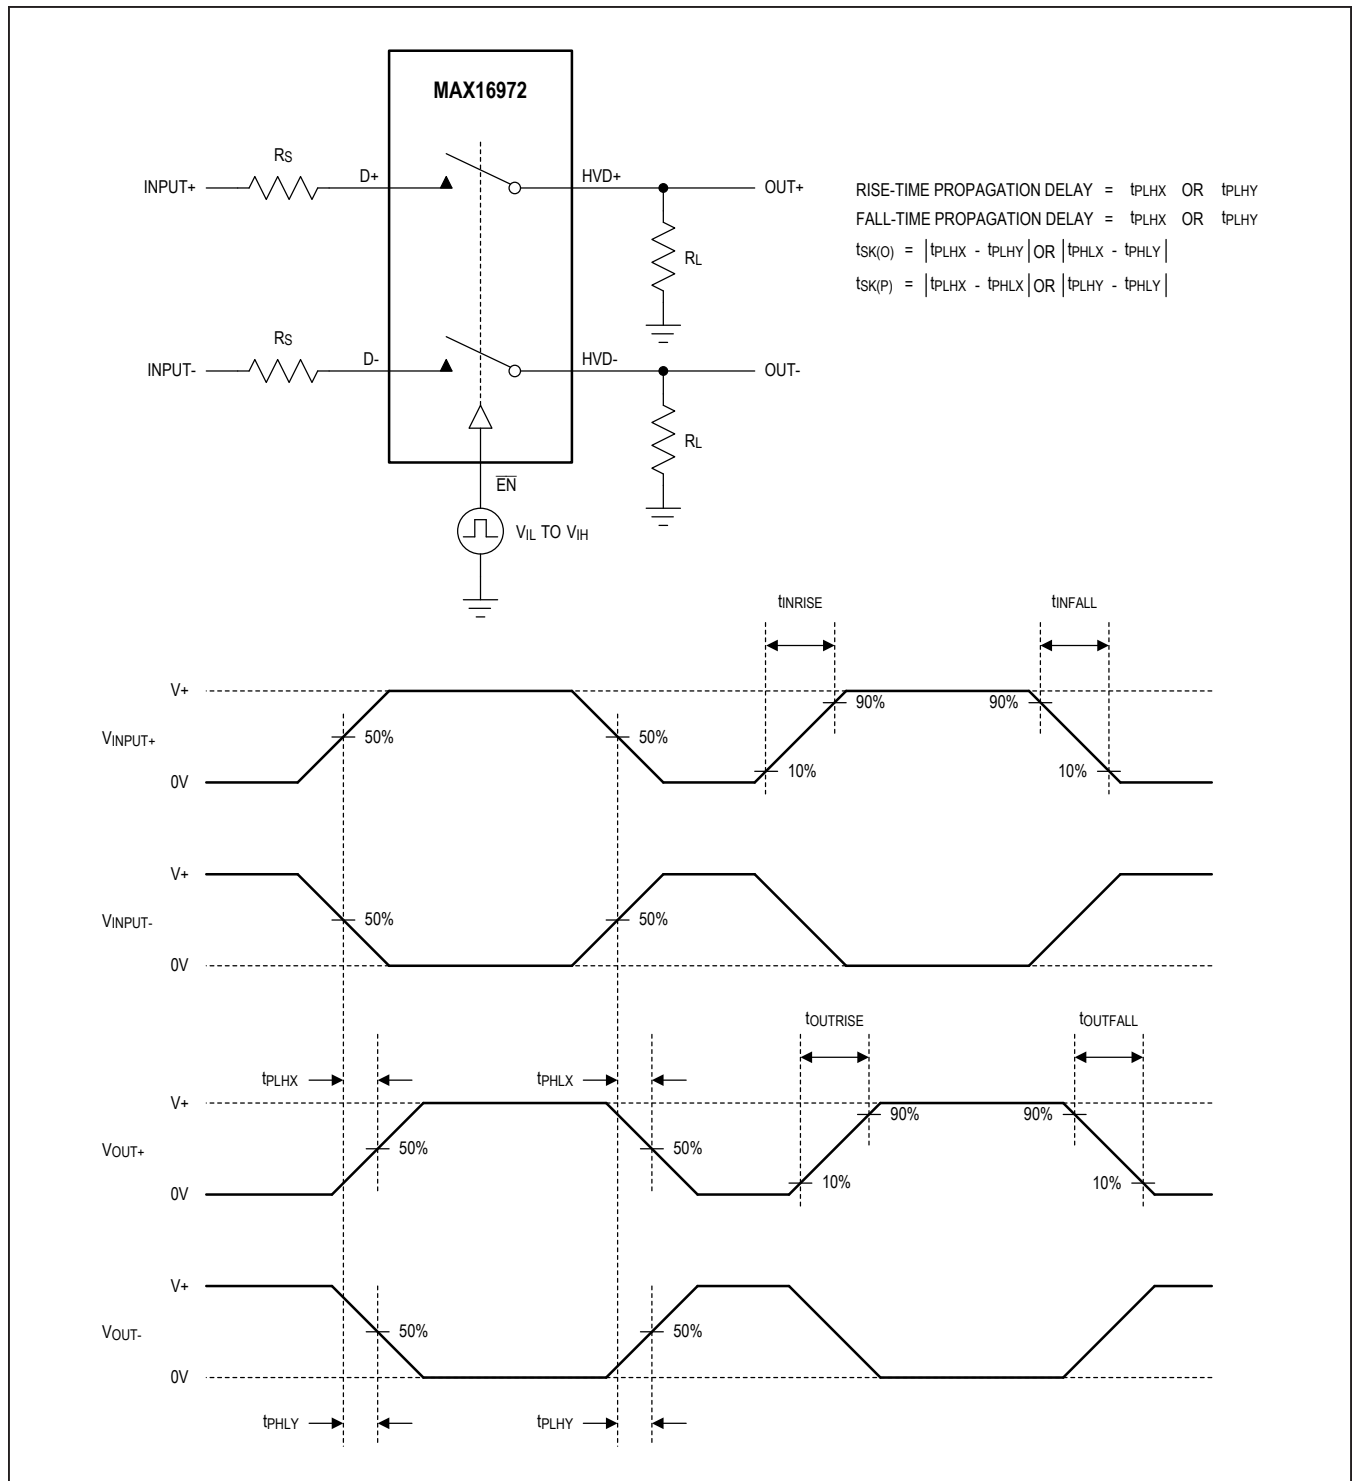 MAX16972
RS
INPUT+
D+
HVD+
OUT+
RL
RISE-TIME PROPAGATION DELAY = tPLHX OR tPLHY
FALL-TIME PROPAGATION DELAY = tPLHX OR tPLHY
tSK(O) = |tPLHX - tPLHY| OR |tPHLX - tPHLY|
tSK(P) = |tPLHX - tPHLX| OR |tPLHY - tPHLY|
RS
INPUT-
D-
HVD-
OUT-
RL
E̅N̅
VIL TO VIH
tINRISE
tINFALL
V+
90%
90%
VINPUT+
50%
50%
10%
10%
0V
V+
VINPUT-
50%
50%
0V
tOUTRISE
tOUTFALL
tPLHX
tPHLX
V+
90%
90%
VOUT+
50%
50%
10%
10%
0V
V+
VOUT-
50%
50%
0V
tPHLY
tPLHY